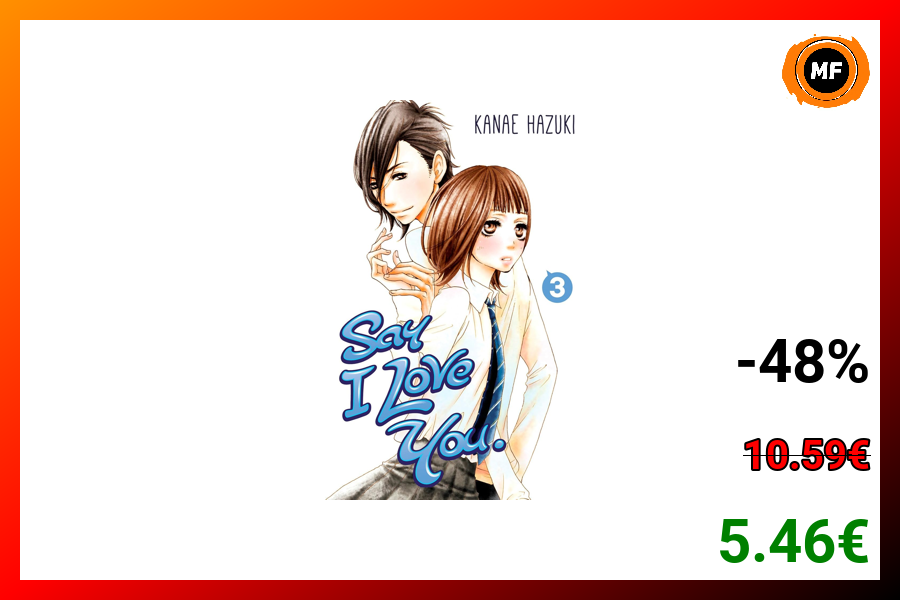 MF
KANAE HAZUKI
3
Say
I Love
You.
-48%
10.59€
5.46€